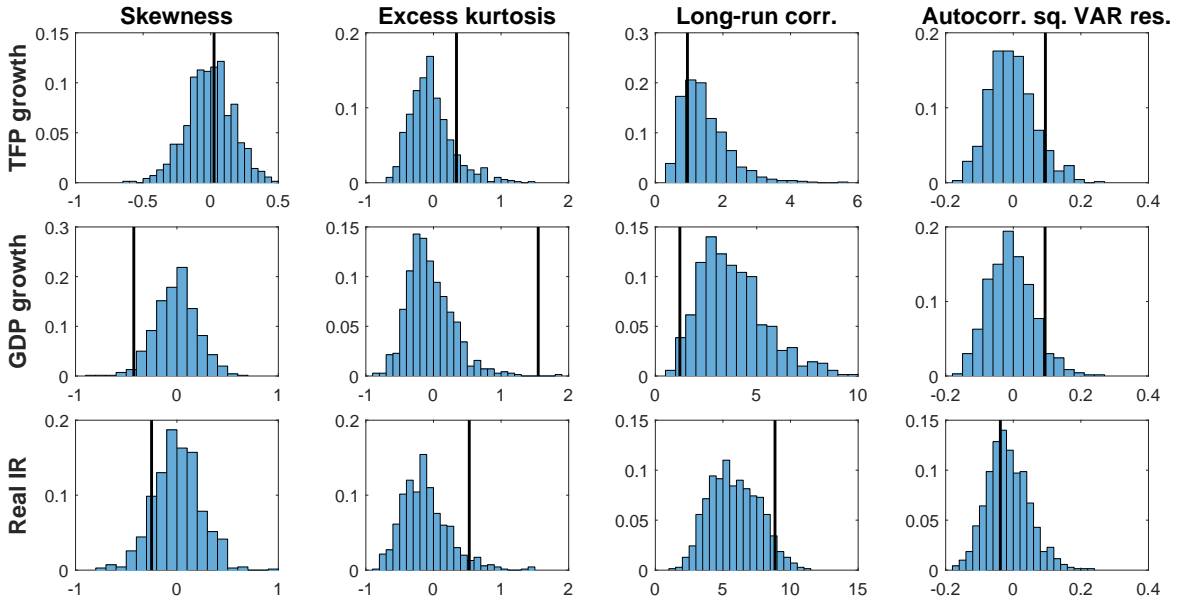 Skewness Excess kurtosis Long-run corr. Autocorr. sq. VAR res.
TFP growth
0.15 0.1 0.05 0
-1 -0.5 0 0.5
0.2 0.1 0
-1 0 1 2
0.3 0.2 0.1 0
0 2 4 6
0.2 0.1 0
-0.2 0 0.2 0.4
GDP growth
0.3 0.2 0.1 0
-1 0 1
0.15 0.1 0.05 0
-1 0 1 2
0.15 0.1 0.05 0
0 5 10
0.2 0.1 0
-0.2 0 0.2 0.4
Real IR
0.2 0.1 0
-1 0 1
0.2 0.1 0
-1 0 1 2
0.15 0.1 0.05 0
0 5 10 15
0.15 0.1 0.05 0
-0.2 0 0.2 0.4